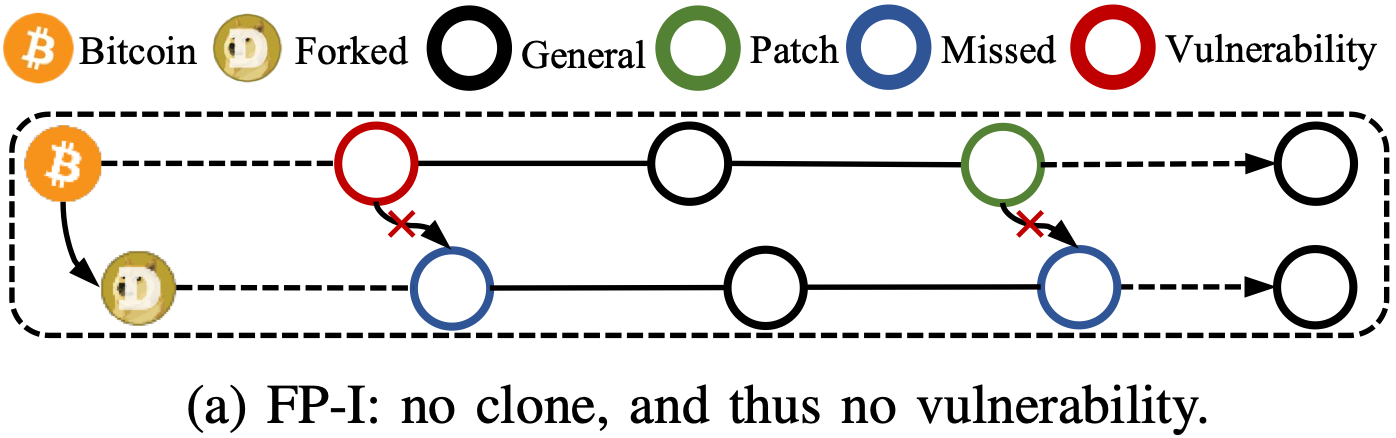 Bitcoin Forked General Patch Missed Vulnerability
(a) FP-I: no clone, and thus no vulnerability.